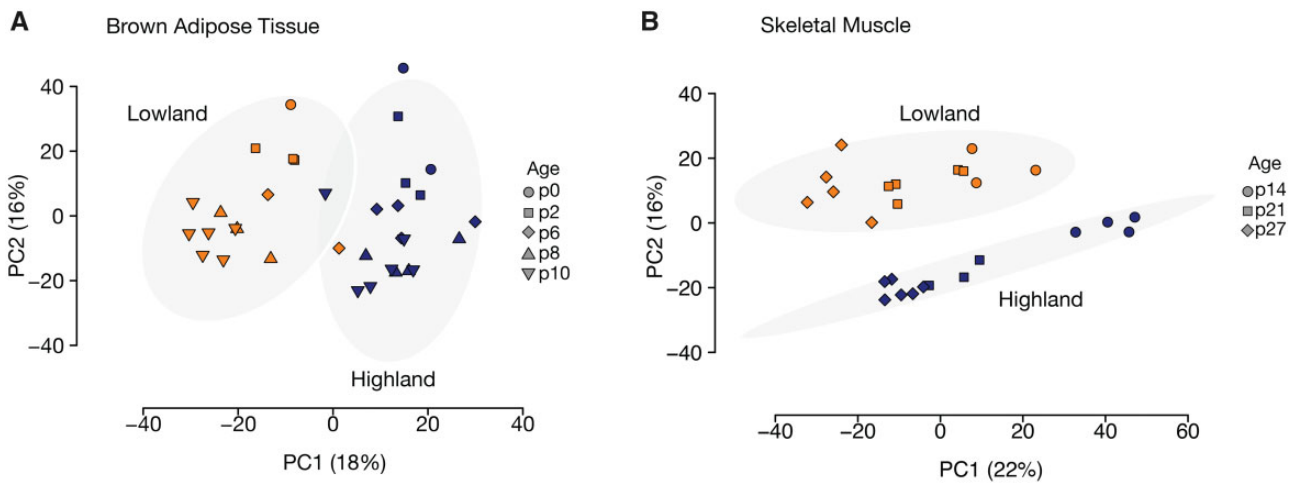 A Brown Adipose Tissue
40
20
0
−20
−40
PC2 (16%)
Lowland
Highland
Age
p0
p2
p6
p8
p10
−40 −20 0 20 40
PC1 (18%)
B Skeletal Muscle
40
20
0
−20
−40
PC2 (16%)
Lowland
Highland
Age
p14
p21
p27
−40 −20 0 20 40 60
PC1 (22%)